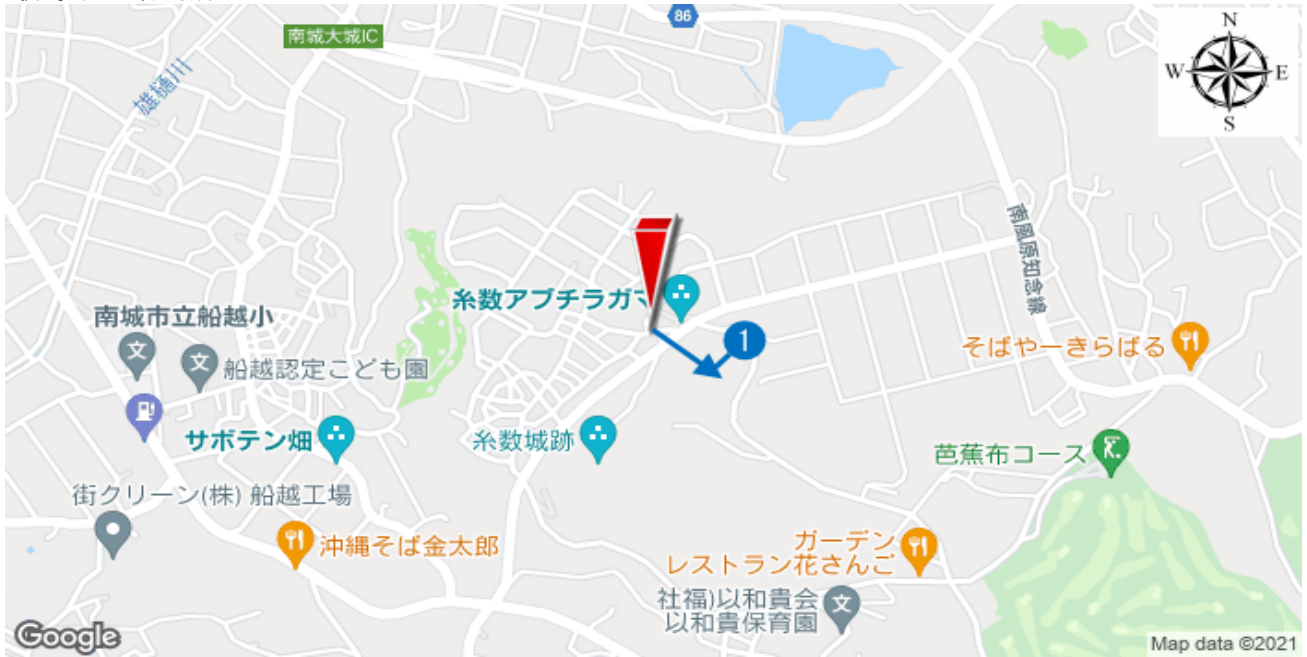 86
南城大城IC
N
W
E
S
雄樋川
南風原知念線
糸数アブチラガマ
南城市立船越小
文
文
船越認定こども園
1
そばやーきらばる
サボテン畑
糸数城跡
芭蕉布コース
街クリーン(株) 船越工場
沖縄そば金太郎
ガーデン
レストラン花さんご
社福)以和貴会
以和貴保育園
文
Google
Map data ©2021